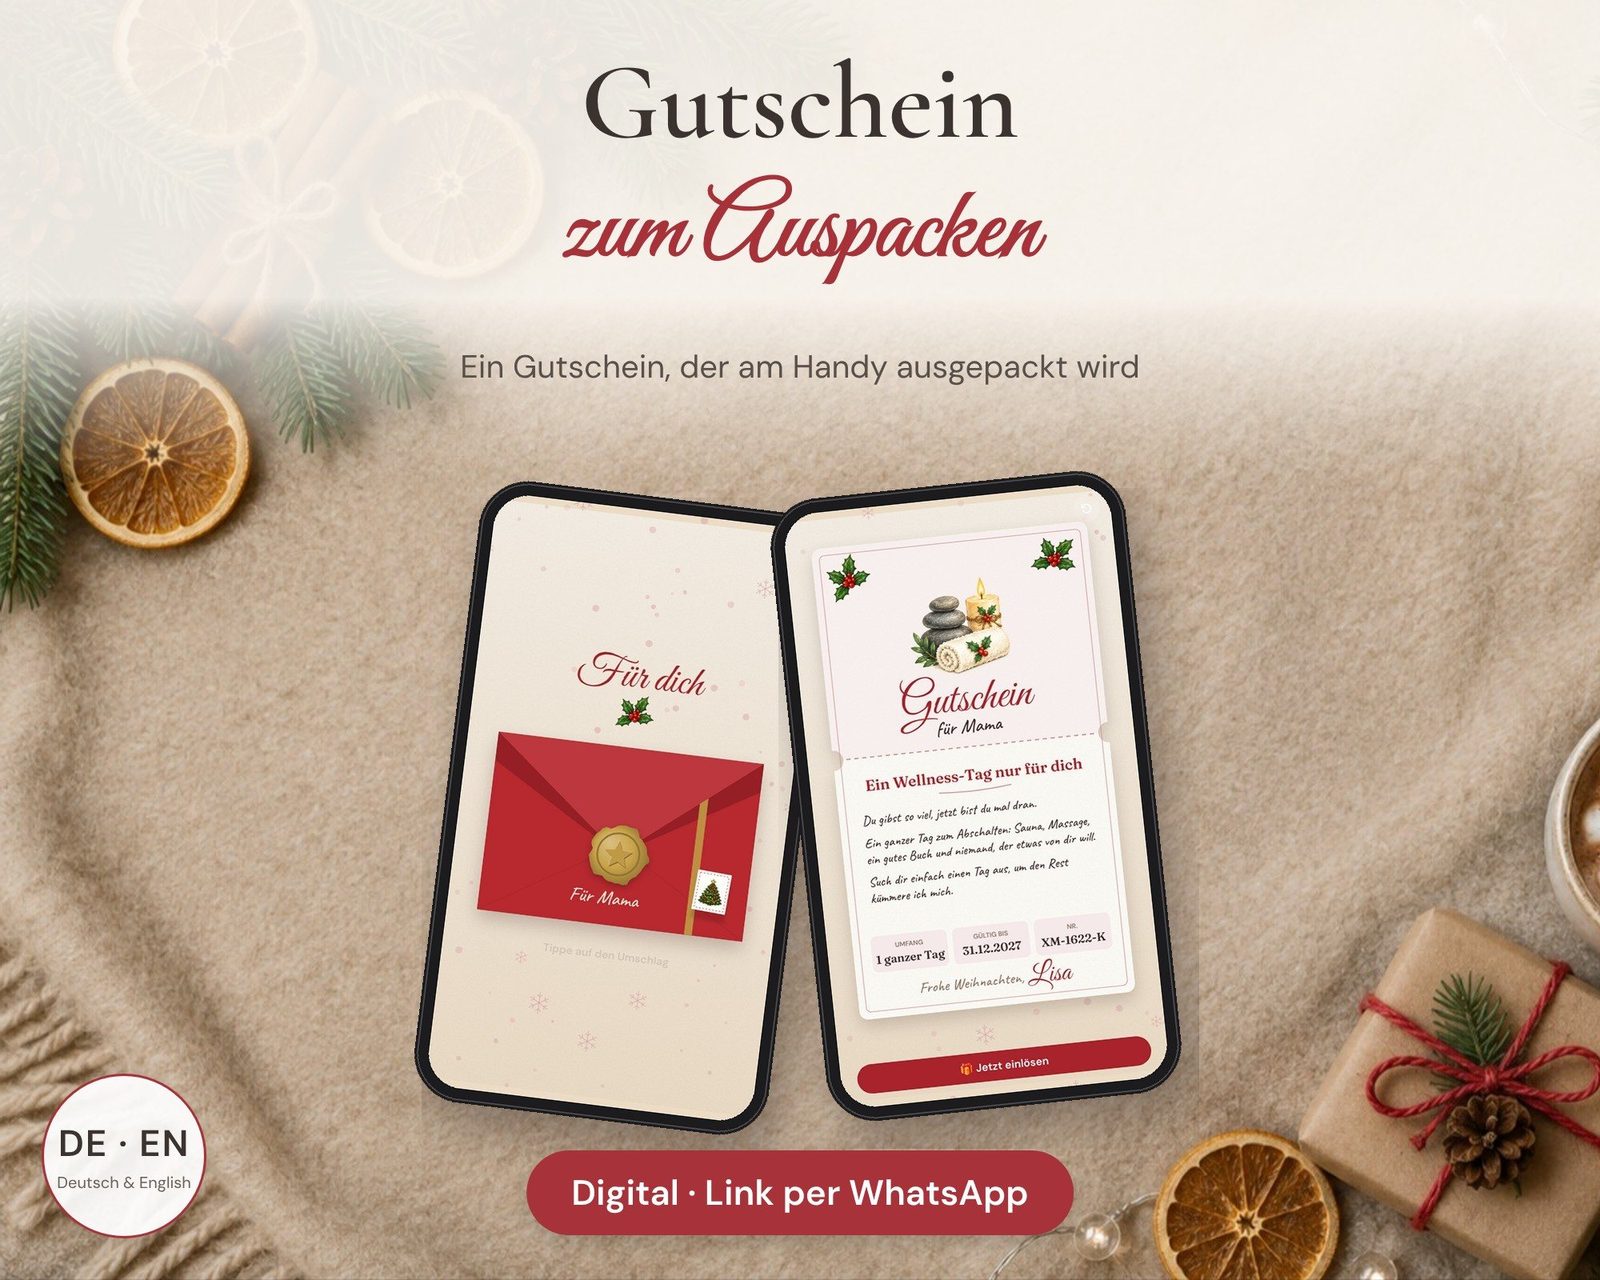 Gutschein
zum Auspacken
Ein Gutschein, der am Handy ausgepackt wird
Für dich
Für Mama
Tippe auf den Umschlag
Gutschein
für Mama
Ein Wellness-Tag nur für dich
Du gibst so viel, jetzt bist du mal dran.
Ein ganzer Tag zum Abschalten: Sauna, Massage,
ein gutes Buch und niemand, der etwas von dir will.
Such dir einfach einen Tag aus, um den Rest
kümmere ich mich.
UMFANG
1 ganzer Tag
GÜLTIG BIS
31.12.2027
NR.
XM-1622-K
Frohe Weihnachten, Lisa
Jetzt einlösen
DE · EN
Deutsch & English
Digital · Link per WhatsApp